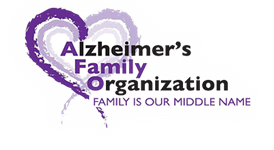 Alzheimer's
Family
Organization
FAMILY IS OUR MIDDLE NAME